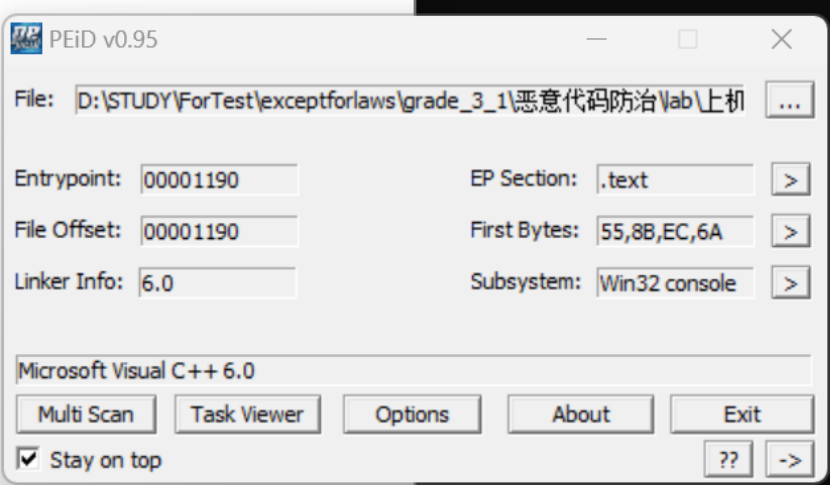 PEiD v0.95
File: D:\STUDY\ForTest\exceptforlaws\grade_3_1\恶意代码防治\lab\上机 ...
Entrypoint: 00001190 EP Section: .text >
File Offset: 00001190 First Bytes: 55,8B,EC,6A >
Linker Info: 6.0 Subsystem: Win32 console >
Microsoft Visual C++ 6.0
Multi Scan Task Viewer Options About Exit
Stay on top ?? ->